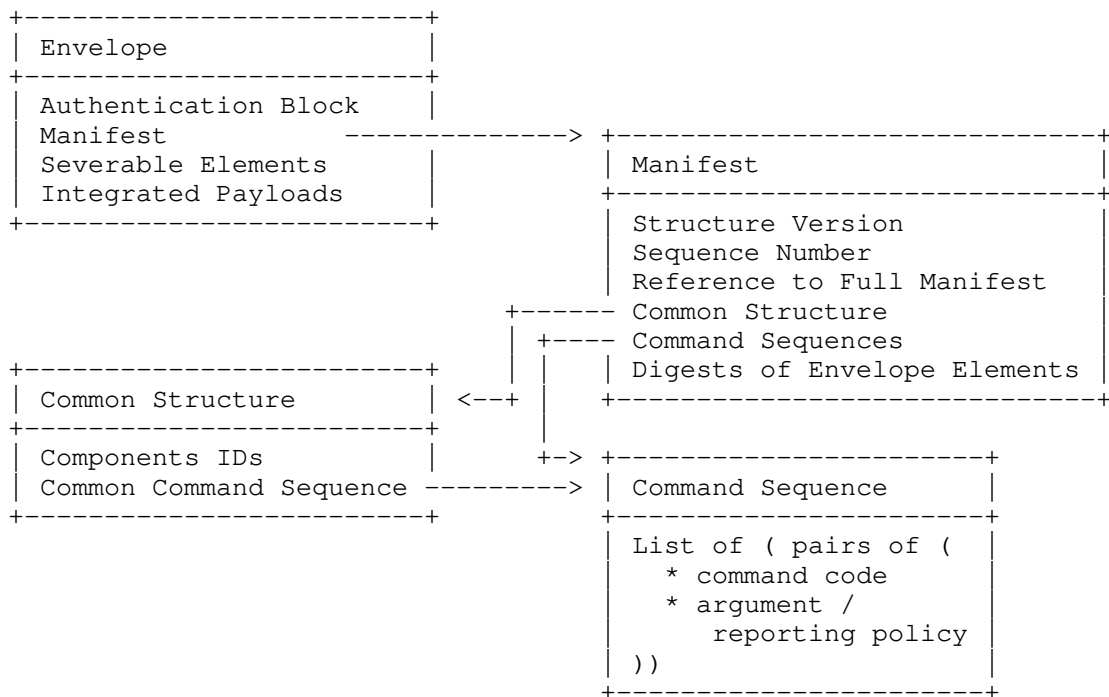 Envelope
Authentication Block
Manifest
Severable Elements
Integrated Payloads
Manifest
Structure Version
Sequence Number
Reference to Full Manifest
Common Structure
Command Sequences
Digests of Envelope Elements
Common Structure
Components IDs
Common Command Sequence
Command Sequence
List of ( pairs of (
* command code
* argument /
reporting policy
))